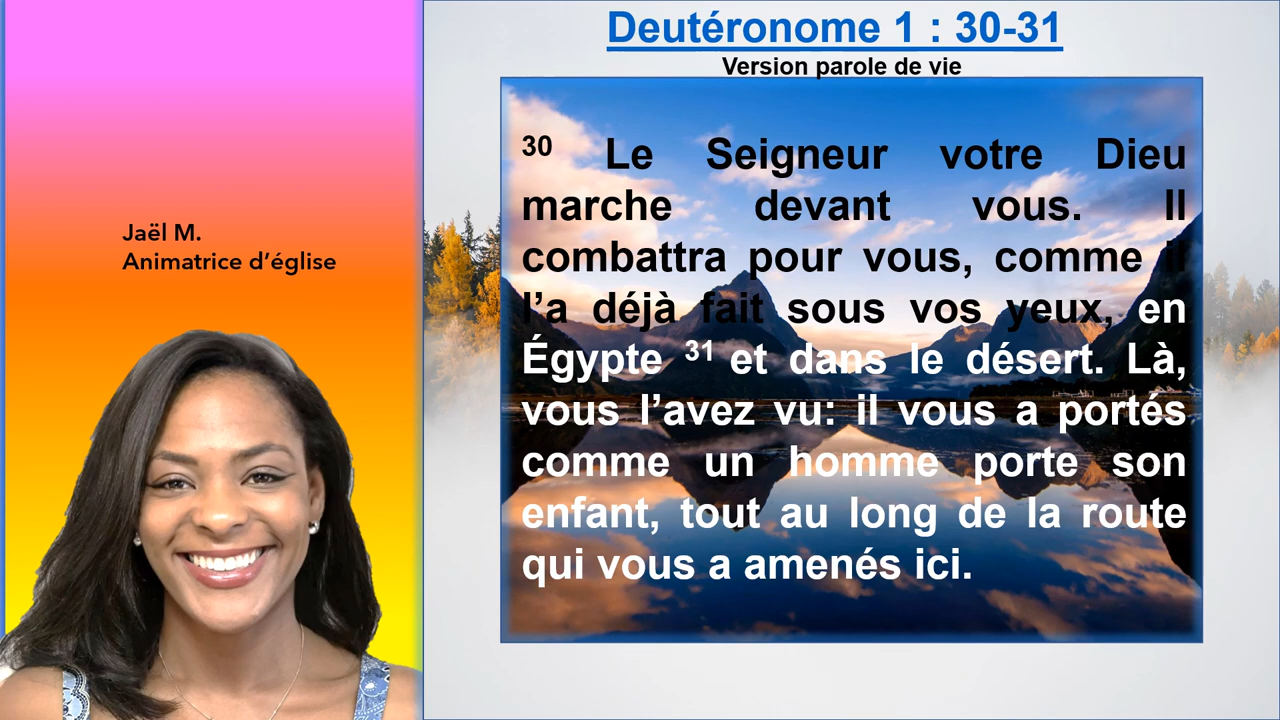 Deutéronome 1 : 30-31
Version parole de vie
30 Le Seigneur votre Dieu
marche devant vous. Il
combattra pour vous, comme il
l’a déjà fait sous vos yeux, en
Égypte 31 et dans le désert. Là,
vous l’avez vu: il vous a portés
comme un homme porte son
enfant, tout au long de la route
qui vous a amenés ici.
Jaël M.
Animatrice d’église